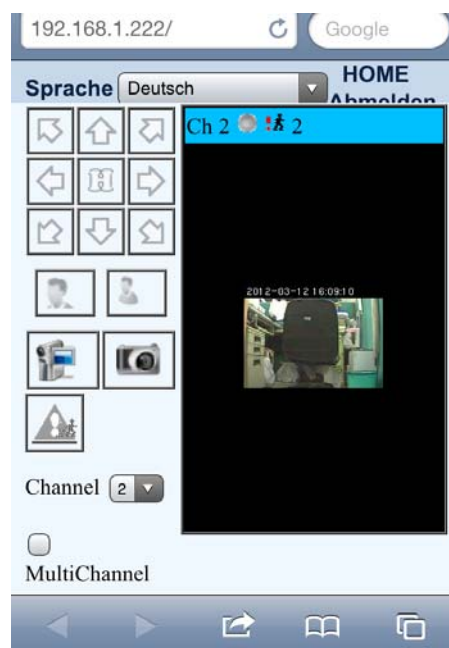 192.168.1.222/
Google
Sprache
Deutsch
HOME
Abmelden
H
Ch 2
2
2012-03-12 16:09:10
Channel
2
MultiChannel